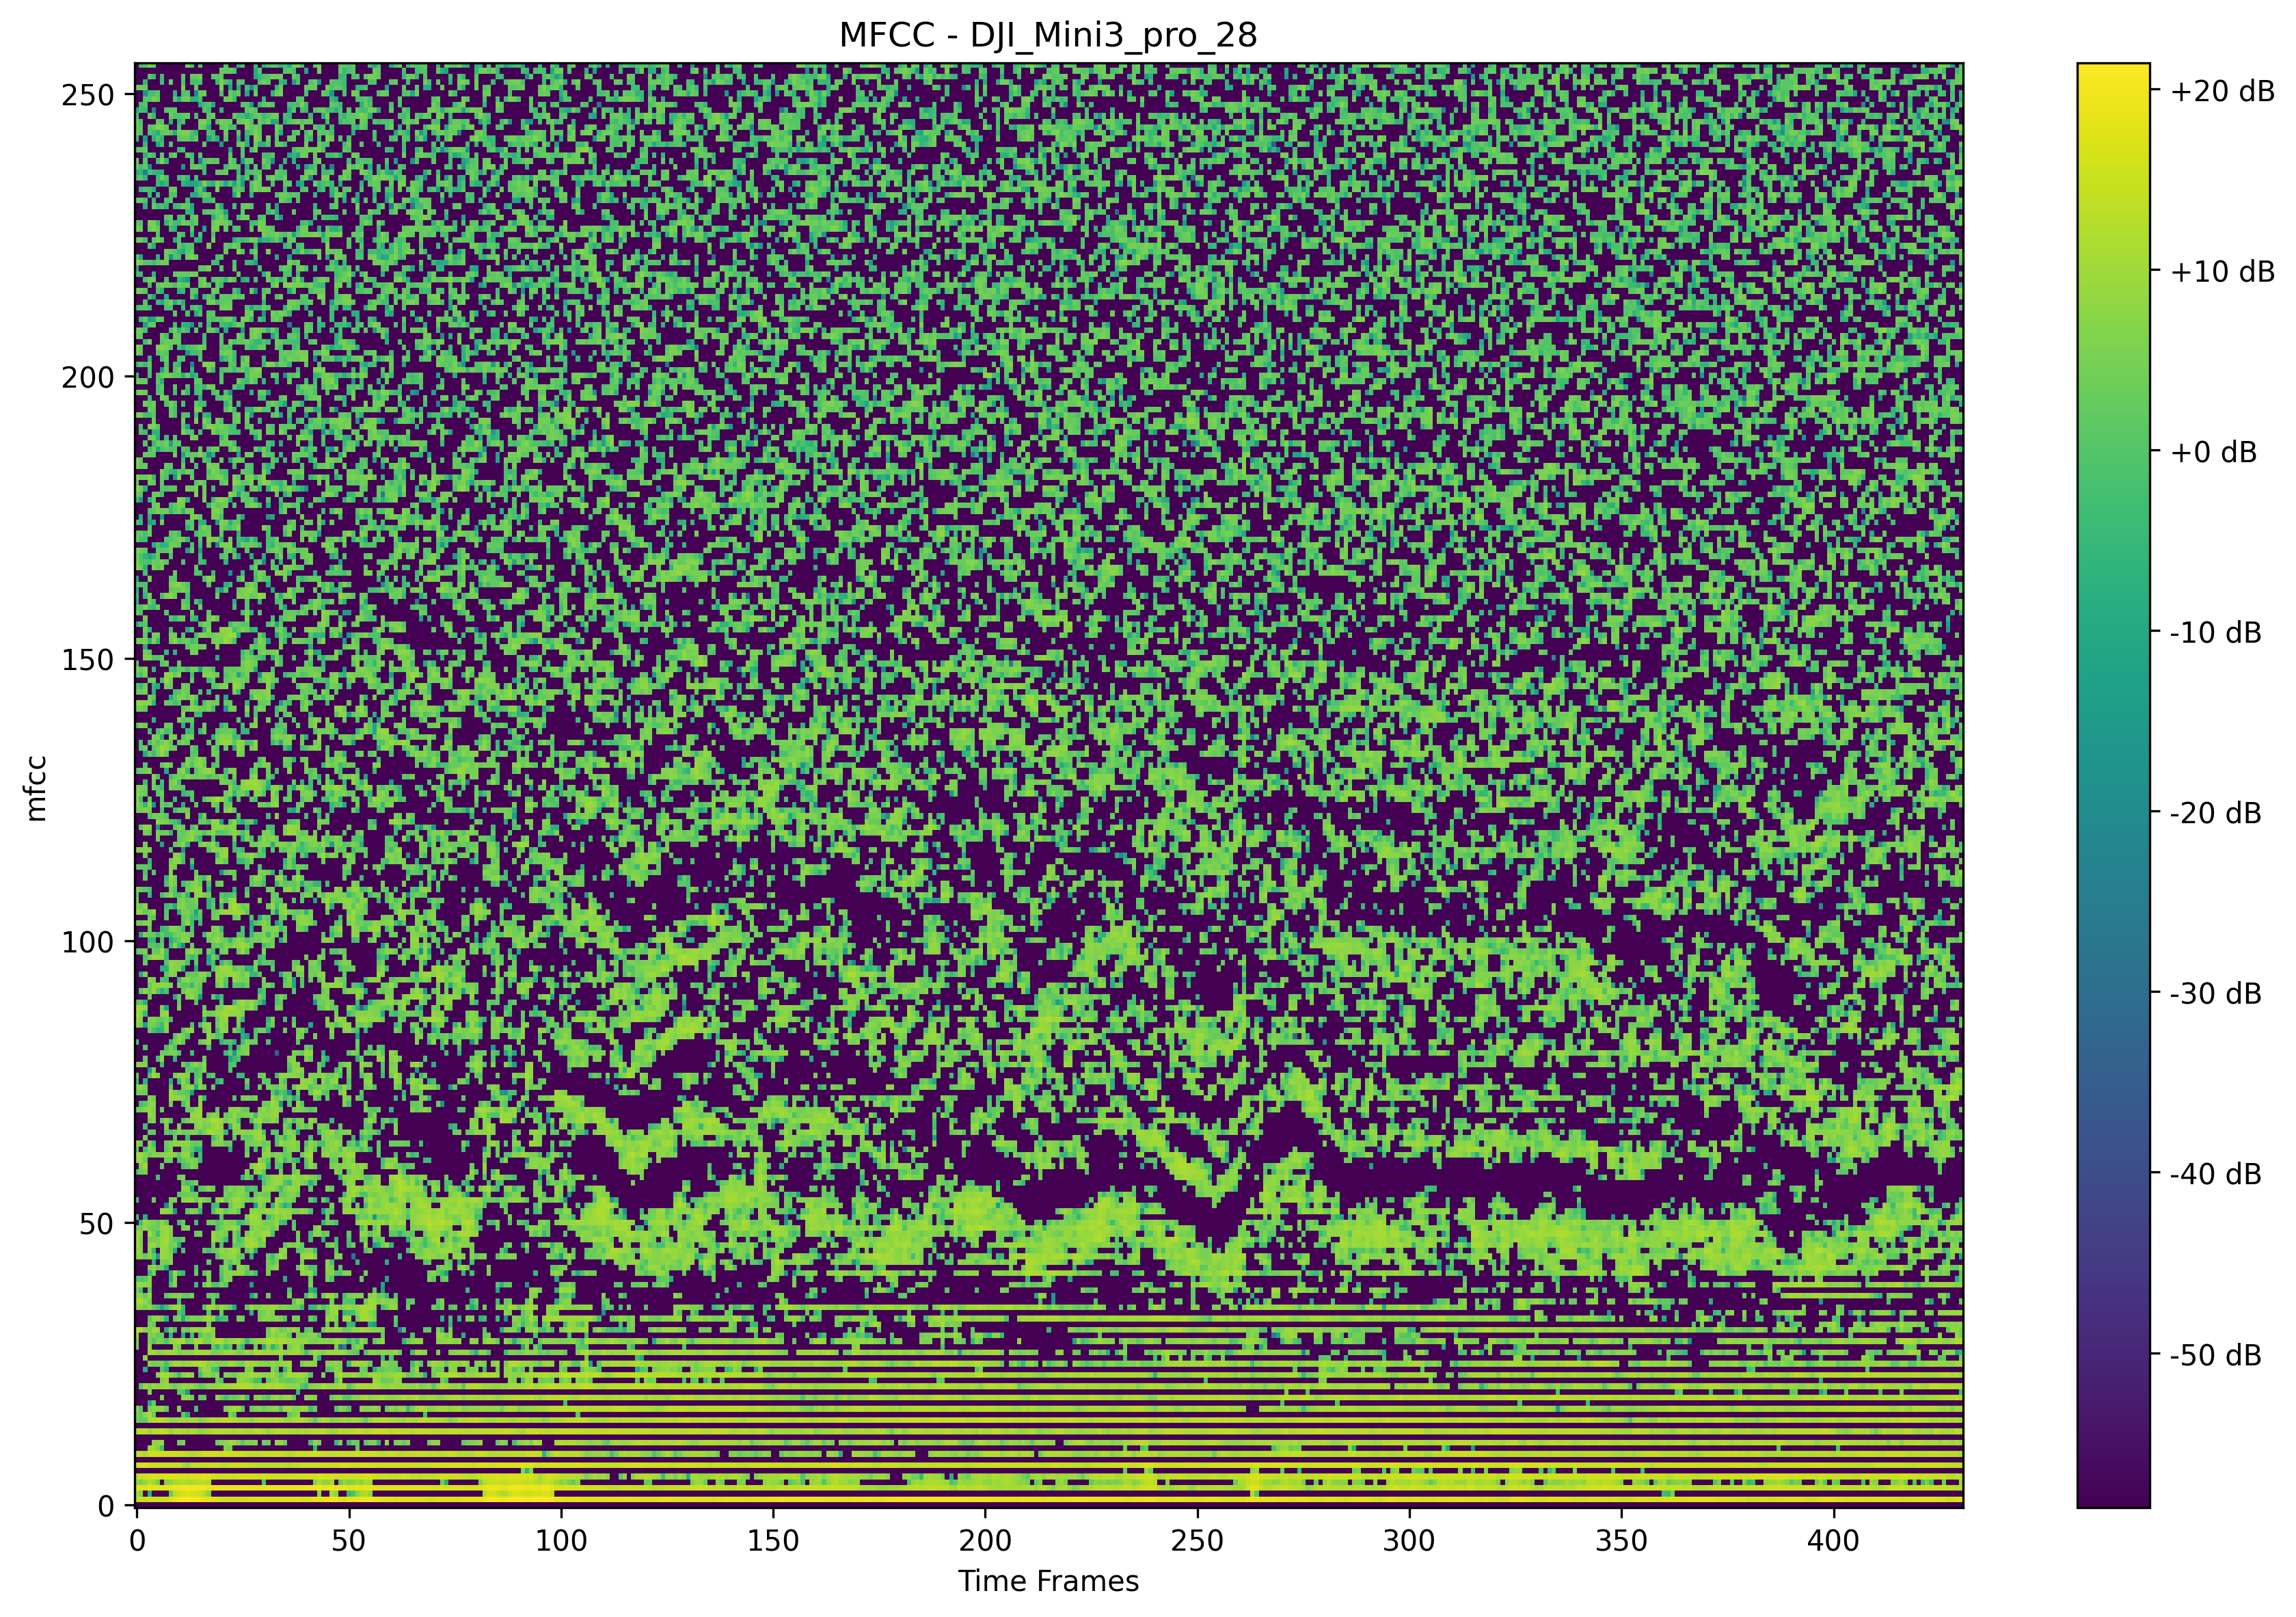 MFCC - DJI_Mini3_pro_28
250
200
150
100
50
0
mfcc
0
50
100
150
200
250
300
350
400
Time Frames
+20 dB
+10 dB
+0 dB
-10 dB
-20 dB
-30 dB
-40 dB
-50 dB